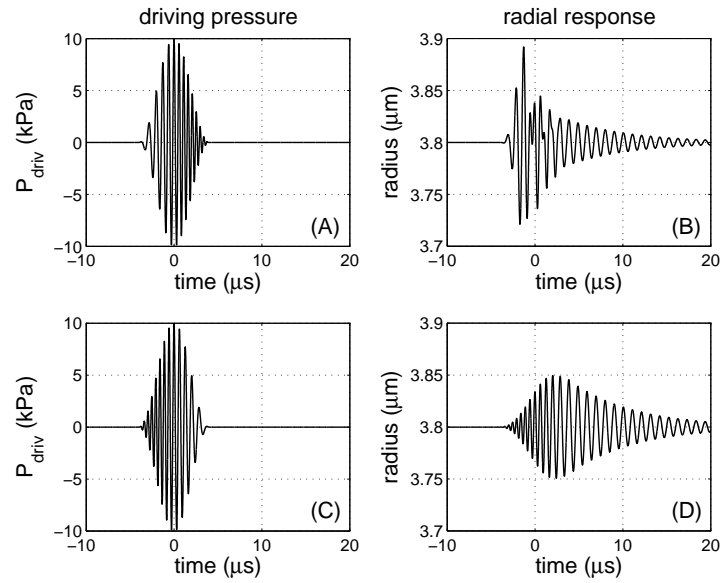 driving pressure
radial response
10
5
0
−5
−10
P_driv (kPa)
−10
0
10
20
time (μs)
(A)
3.9
3.85
3.8
3.75
3.7
radius (μm)
−10
0
10
20
time (μs)
(B)
10
5
0
−5
−10
P_driv (kPa)
−10
0
10
20
time (μs)
(C)
3.9
3.85
3.8
3.75
3.7
radius (μm)
−10
0
10
20
time (μs)
(D)